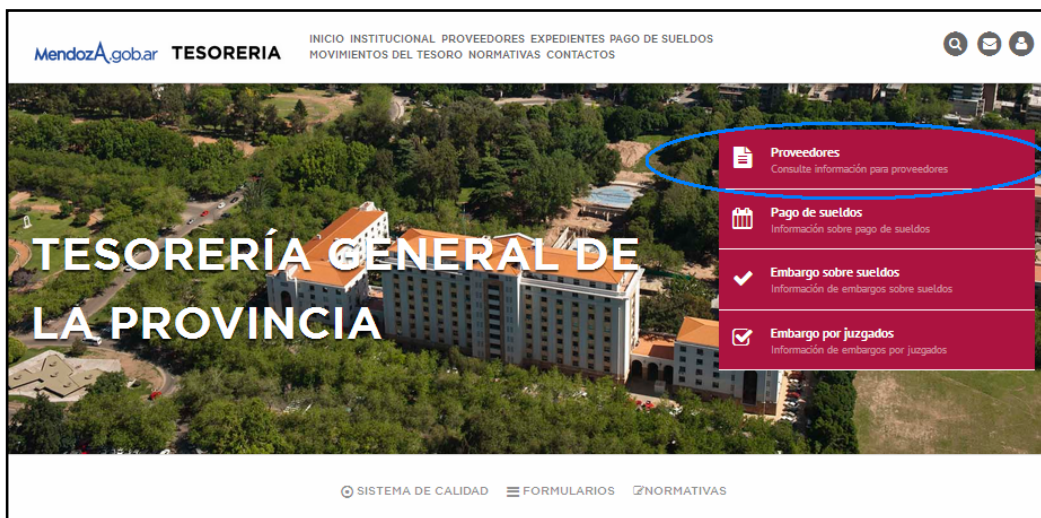 MendozA.gob.ar TESORERIA
INICIO INSTITUCIONAL PROVEEDORES EXPEDIENTES PAGO DE SUELDOS
MOVIMIENTOS DEL TESORO NORMATIVAS CONTACTOS
Proveedores
Consulte información para proveedores
Pago de sueldos
Información sobre pago de sueldos
Embargo sobre sueldos
Información de embargos sobre sueldos
Embargo por juzgados
Información de embargos por juzgados
TESORERÍA GENERAL DE
LA PROVINCIA
SISTEMA DE CALIDAD FORMULARIOS NORMATIVAS